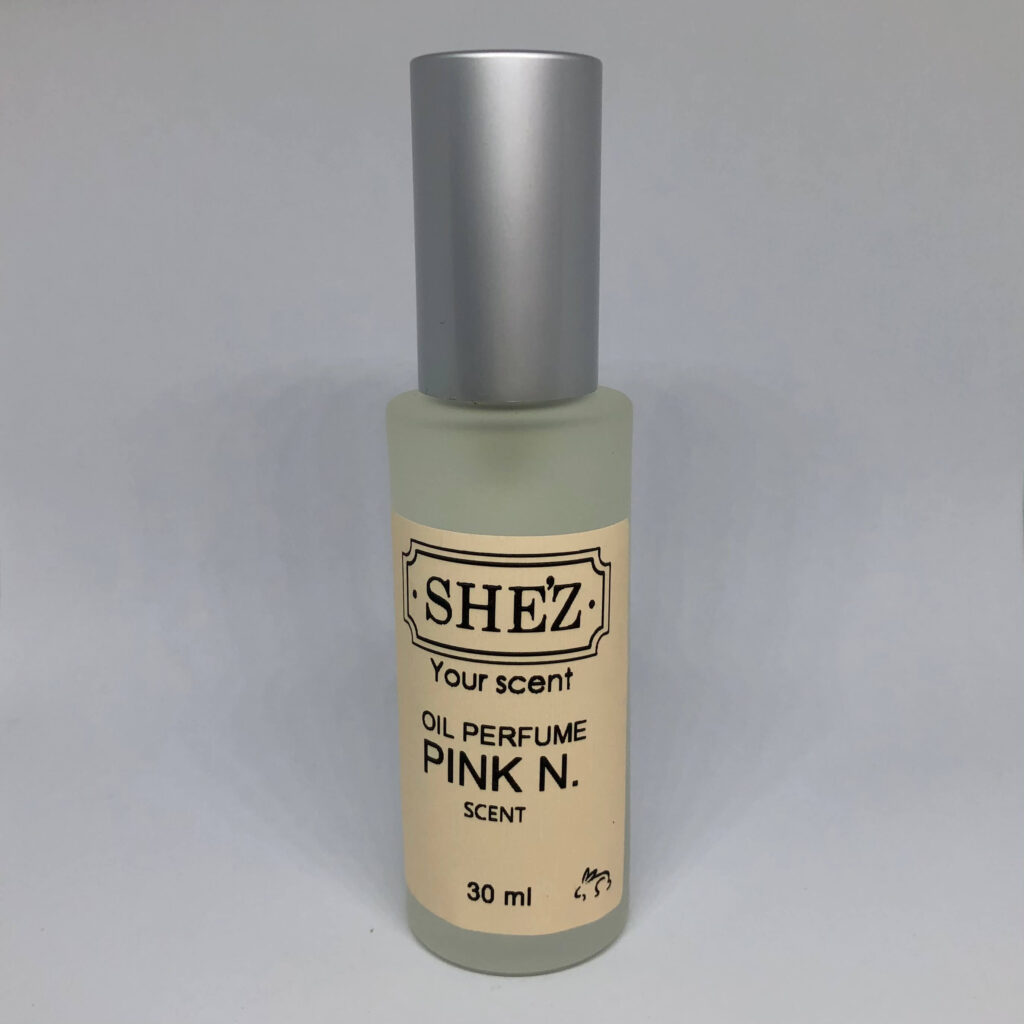 SHE'Z
Your scent
OIL PERFUME
PINK N.
SCENT
30 ml